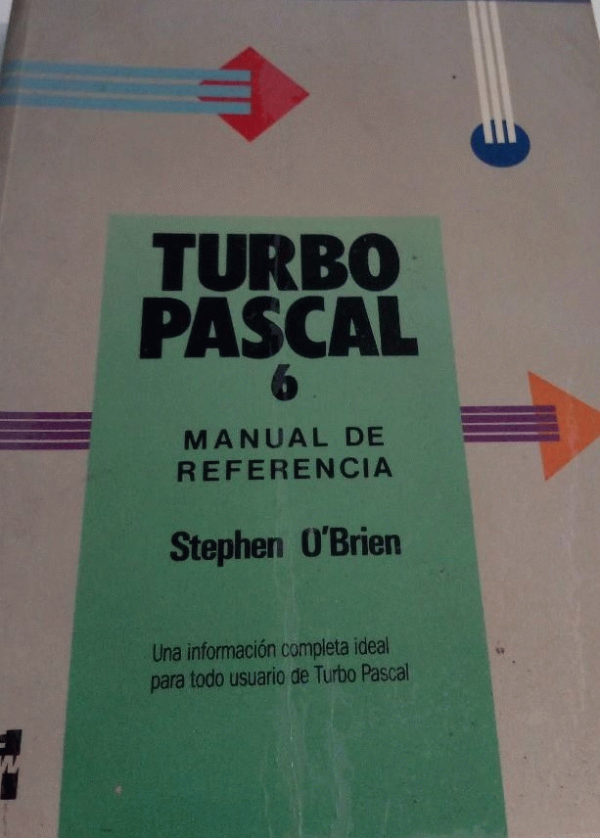 TURBO
PASCAL
6
MANUAL DE
REFERENCIA
Stephen O'Brien
Una información completa ideal
para todo usuario de Turbo Pascal